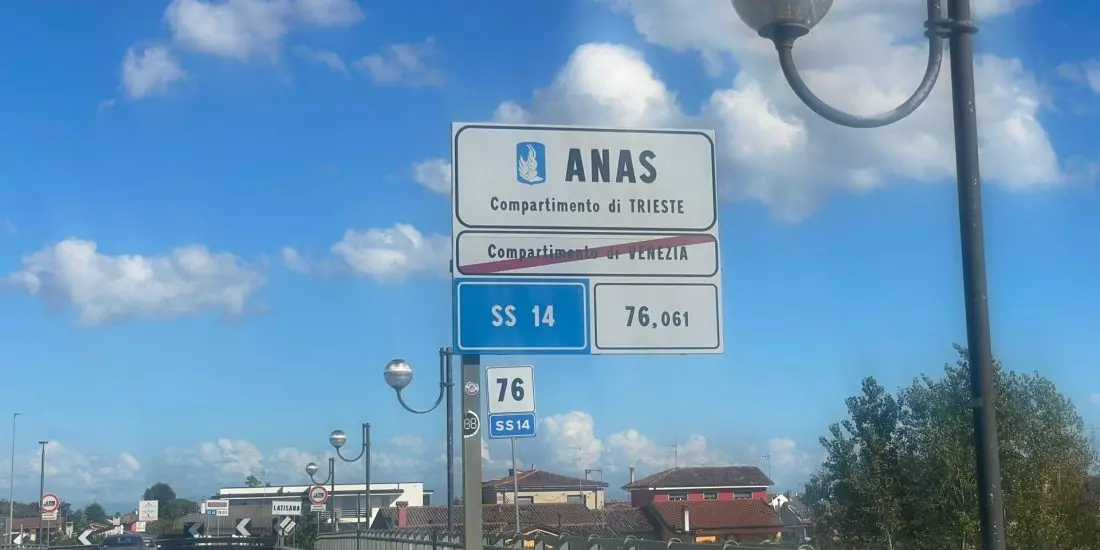 ANAS
Compartimento di TRIESTE
Compartimento di VENEZIA
SS 14
76,061
76
SS14
LATISANA